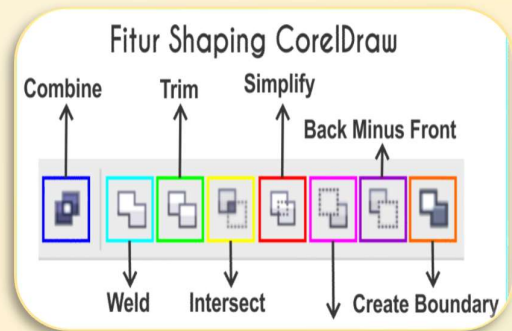 Fitur Shaping CorelDraw
Combine
Trim
Simplify
Back Minus Front
Weld
Intersect
Create Boundary